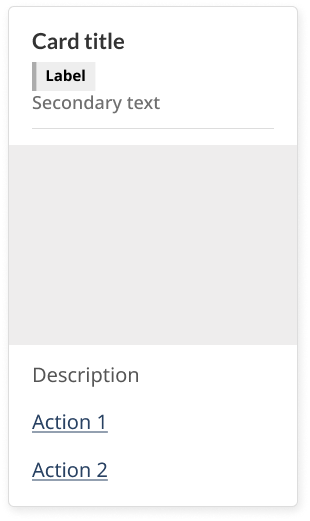 Card title
Label
Secondary text
Description
Action 1
Action 2